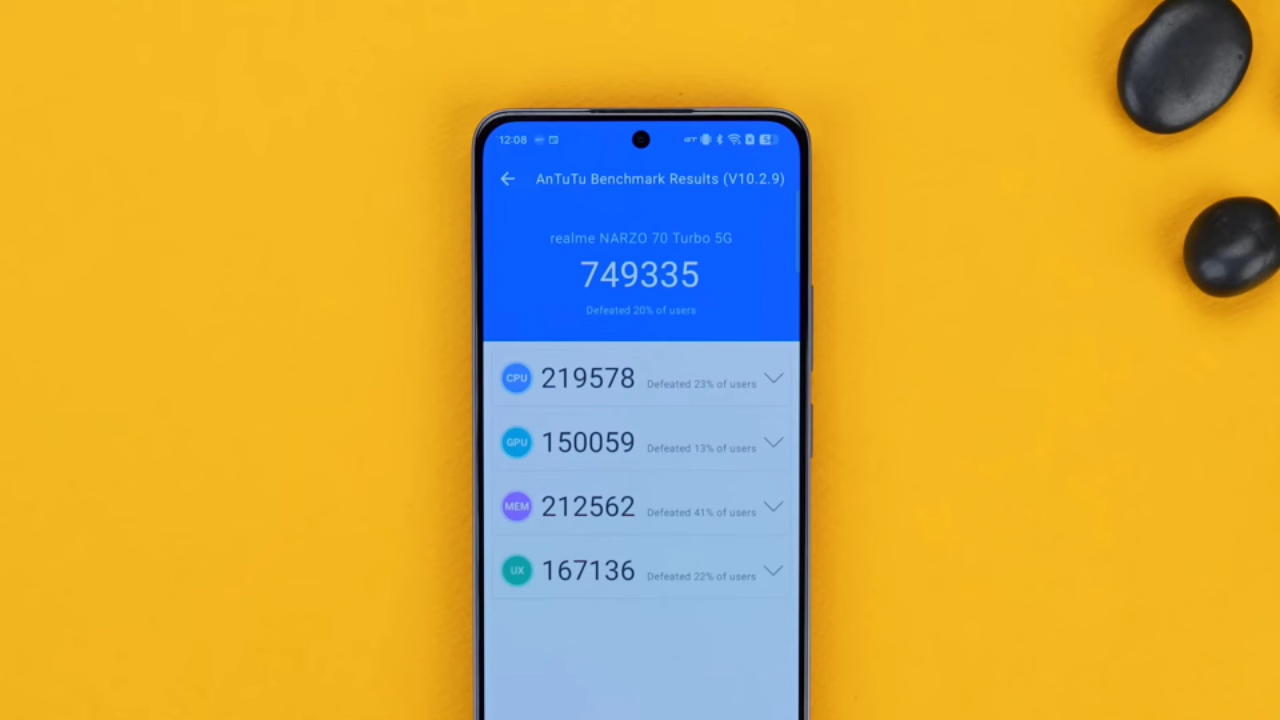 12:08
AnTuTu Benchmark Results (V10.2.9)
realme NARZO 70 Turbo 5G
749335
Defeated 20% of users
CPU 219578 Defeated 23% of users
GPU 150059 Defeated 13% of users
MEM 212562 Defeated 41% of users
UX 167136 Defeated 22% of users